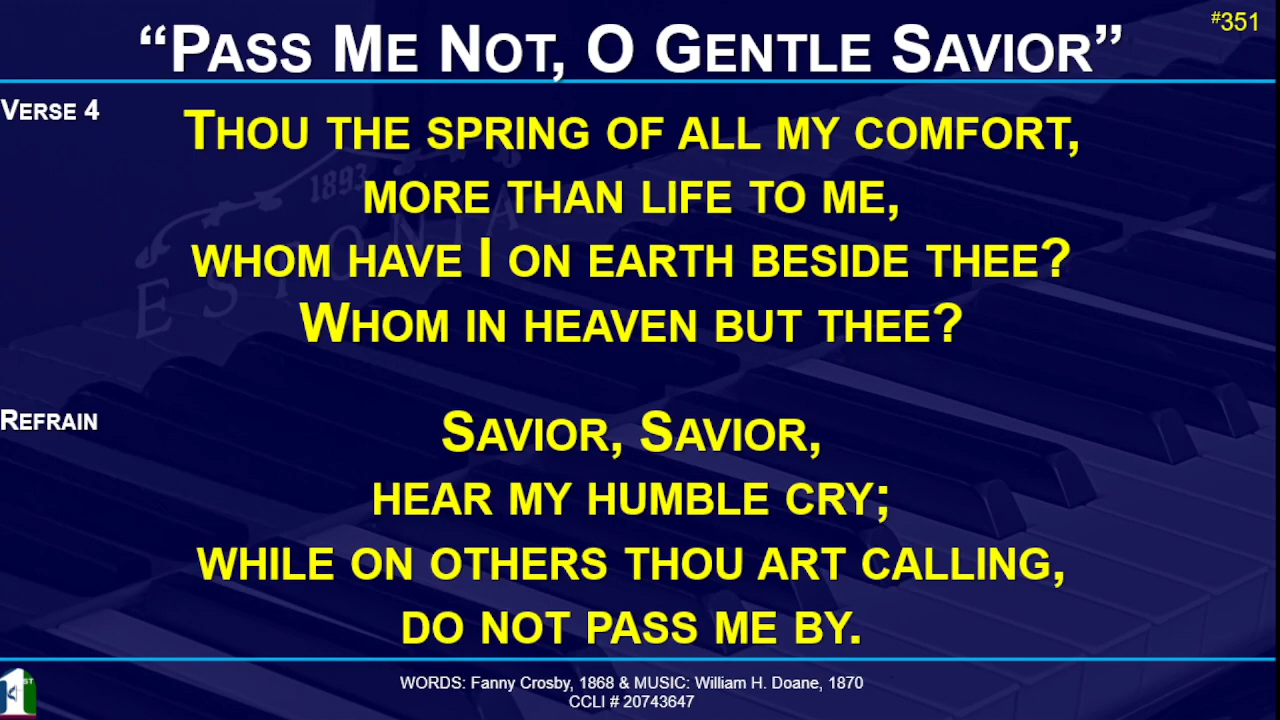 “Pass Me Not, O Gentle Savior”
#351
Verse 4
Thou the spring of all my comfort,
more than life to me,
whom have I on earth beside thee?
Whom in heaven but thee?
Refrain
Savior, Savior,
hear my humble cry;
while on others thou art calling,
do not pass me by.
1893
ESTONIA
1ST
WORDS: Fanny Crosby, 1868 & MUSIC: William H. Doane, 1870
CCLI # 20743647